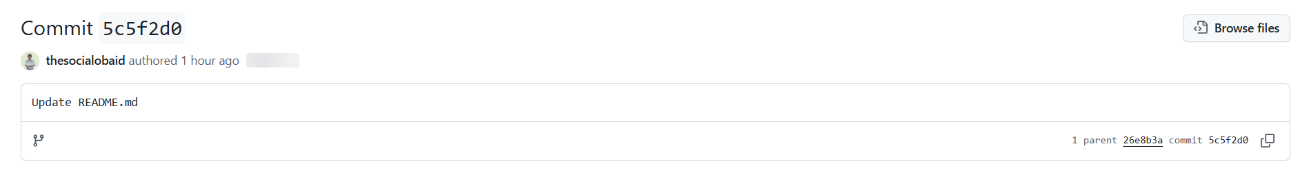 Commit 5c5f2d0
Browse files
thesocialobaid authored 1 hour ago
Update README.md
1 parent 26e8b3a commit 5c5f2d0